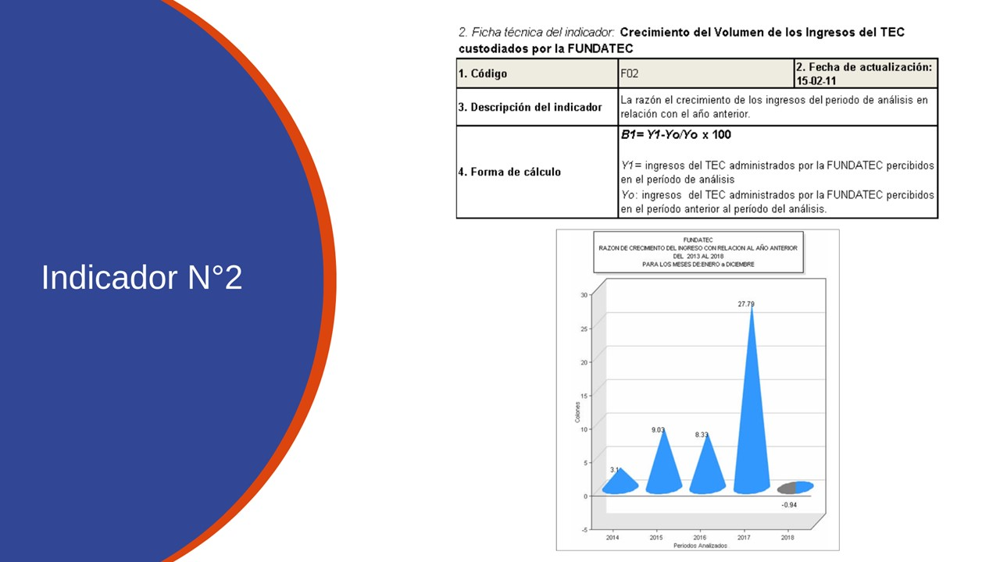 Indicador N°2
2. Ficha técnica del indicador: Crecimiento del Volumen de los Ingresos del TEC
custodiados por la FUNDATEC
1. Código
F02
2. Fecha de actualización:
15-02-11
3. Descripción del indicador
La razón el crecimiento de los ingresos del periodo de análisis en
relación con el año anterior.
4. Forma de cálculo
B1= Y1-Yo/Yo x 100
Y1= ingresos del TEC administrados por la FUNDATEC percibidos
en el período de análisis
Yo: ingresos del TEC administrados por la FUNDATEC percibidos
en el período anterior al período del análisis.
FUNDATEC
RAZON DE CRECIMIENTO DEL INGRESO CON RELACION AL AÑO ANTERIOR
DEL 2013 AL 2018
PARA LOS MESES DE:ENERO a DICIEMBRE
30
25
20
15
10
5
0
-5
Colones
9.03
8.33
27.79
-0.94
2014
2015
2016
2017
2018
Periodos Analizados